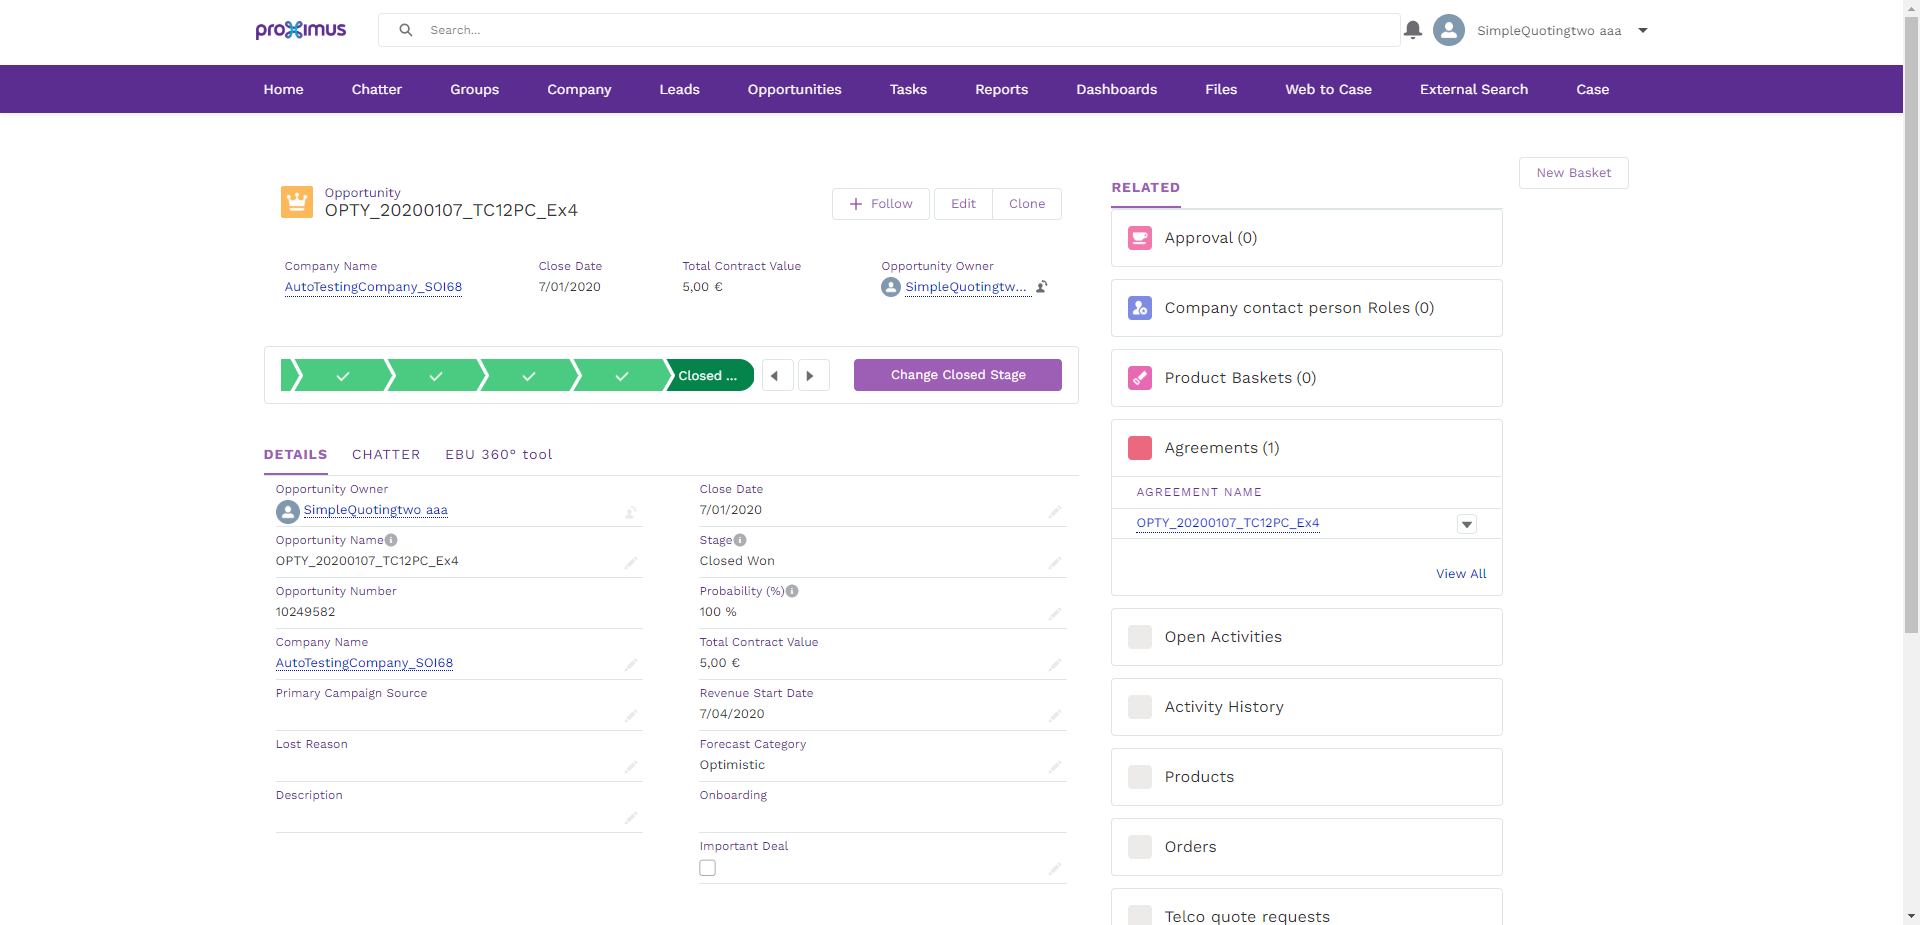 proximus
Search...
SimpleQuotingtwo aaa
Home
Chatter
Groups
Company
Leads
Opportunities
Tasks
Reports
Dashboards
Files
Web to Case
External Search
Case
New Basket
Opportunity
OPTY_20200107_TC12PC_Ex4
Follow
Edit
Clone
Company Name
AutoTestingCompany_SOI68
Close Date
7/01/2020
Total Contract Value
5,00 €
Opportunity Owner
SimpleQuotingtw...
Closed ...
Change Closed Stage
DETAILS
CHATTER
EBU 360° tool
Opportunity Owner
SimpleQuotingtwo aaa
Opportunity Name
OPTY_20200107_TC12PC_Ex4
Opportunity Number
10249582
Company Name
AutoTestingCompany_SOI68
Primary Campaign Source
Lost Reason
Description
Close Date
7/01/2020
Stage
Closed Won
Probability (%)
100 %
Total Contract Value
5,00 €
Revenue Start Date
7/04/2020
Forecast Category
Optimistic
Onboarding
Important Deal
RELATED
Approval (0)
Company contact person Roles (0)
Product Baskets (0)
Agreements (1)
AGREEMENT NAME
OPTY_20200107_TC12PC_Ex4
View All
Open Activities
Activity History
Products
Orders
Telco quote requests